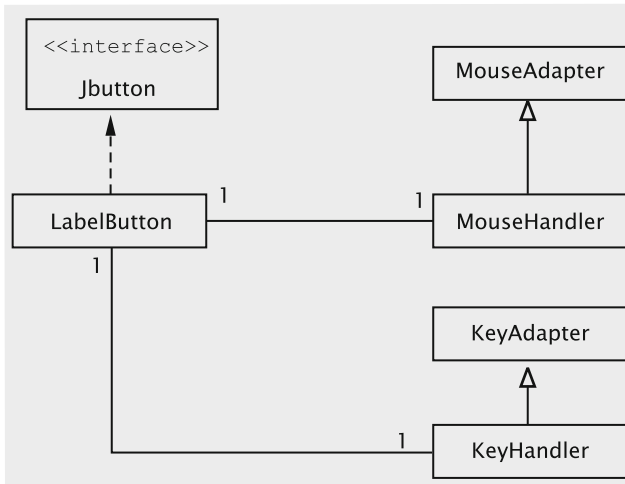 <<interface>>
Jbutton
MouseAdapter
LabelButton
1
1
MouseHandler
1
KeyAdapter
1
KeyHandler